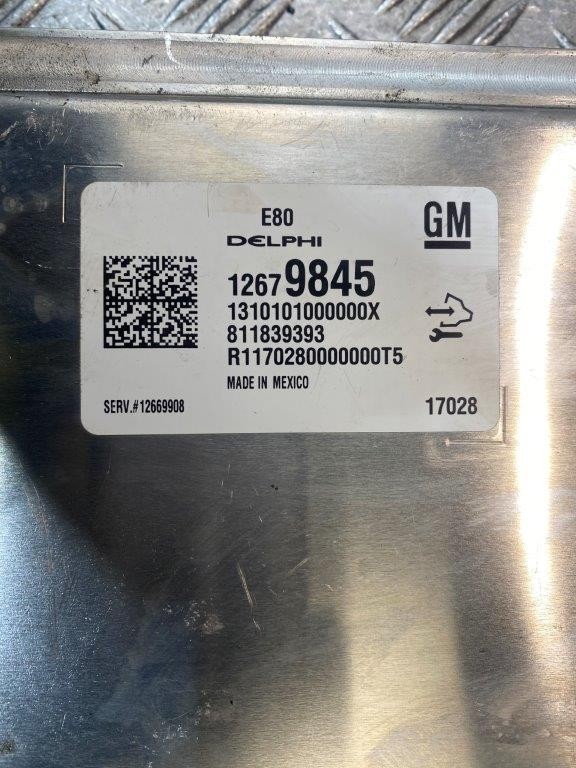 E80
GM
DELPHI
12679845
1310101000000X
811839393
R1170280000000T5
MADE IN MEXICO
SERV.#12669908
17028